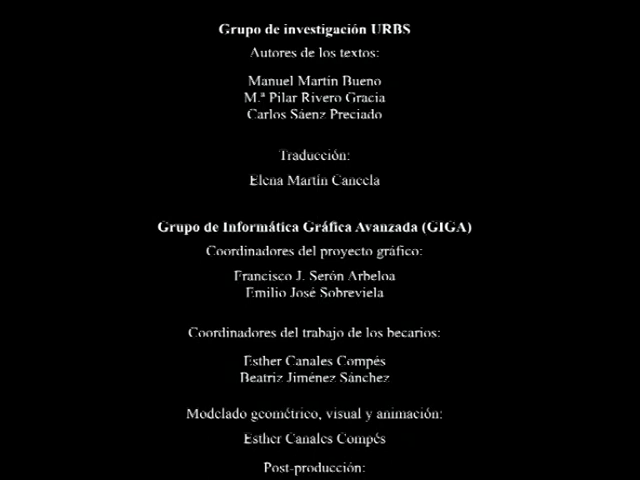 Grupo de investigación URBS
Autores de los textos:
Manuel Martín Bueno
M.ª Pilar Rivero Gracia
Carlos Sáenz Preciado
Traducción:
Elena Martín Cancela
Grupo de Informática Gráfica Avanzada (GIGA)
Coordinadores del proyecto gráfico:
Francisco J. Serón Arbeloa
Emilio José Sobreviela
Coordinadores del trabajo de los becarios:
Esther Canales Compés
Beatriz Jiménez Sánchez
Modelado geométrico, visual y animación:
Esther Canales Compés
Post-producción: